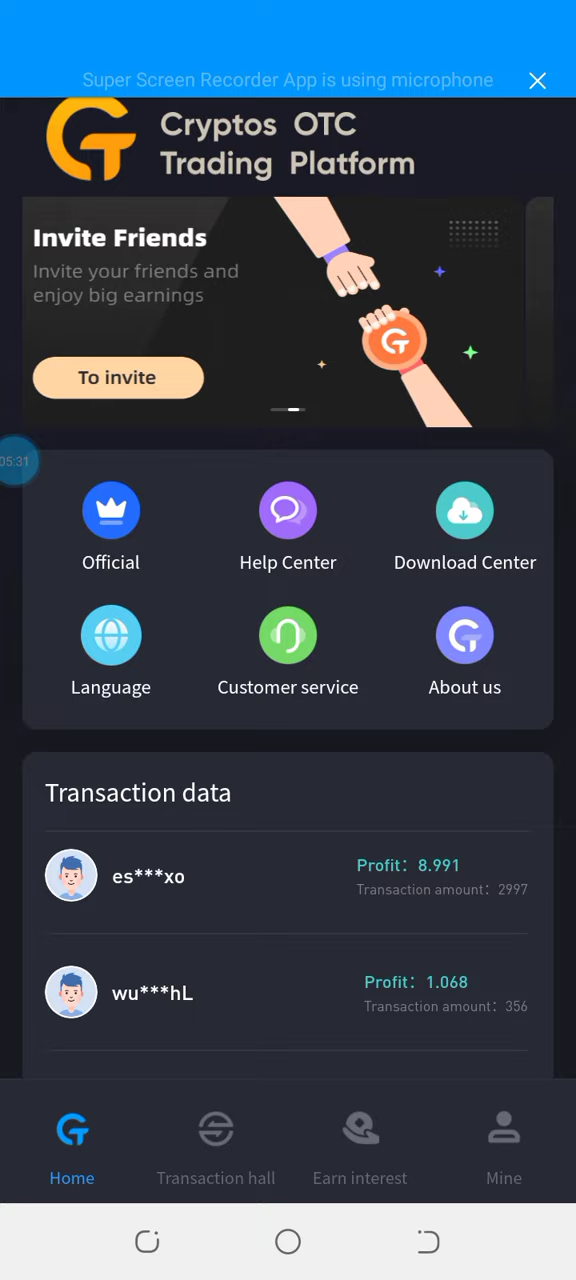 Super Screen Recorder App is using microphone
Cryptos OTC
Trading Platform
Invite Friends
Invite your friends and
enjoy big earnings
To invite
05:31
Official
Help Center
Download Center
Language
Customer service
About us
Transaction data
es***xo
Profit：8.991
Transaction amount：2997
wu***hL
Profit：1.068
Transaction amount：356
Home
Transaction hall
Earn interest
Mine